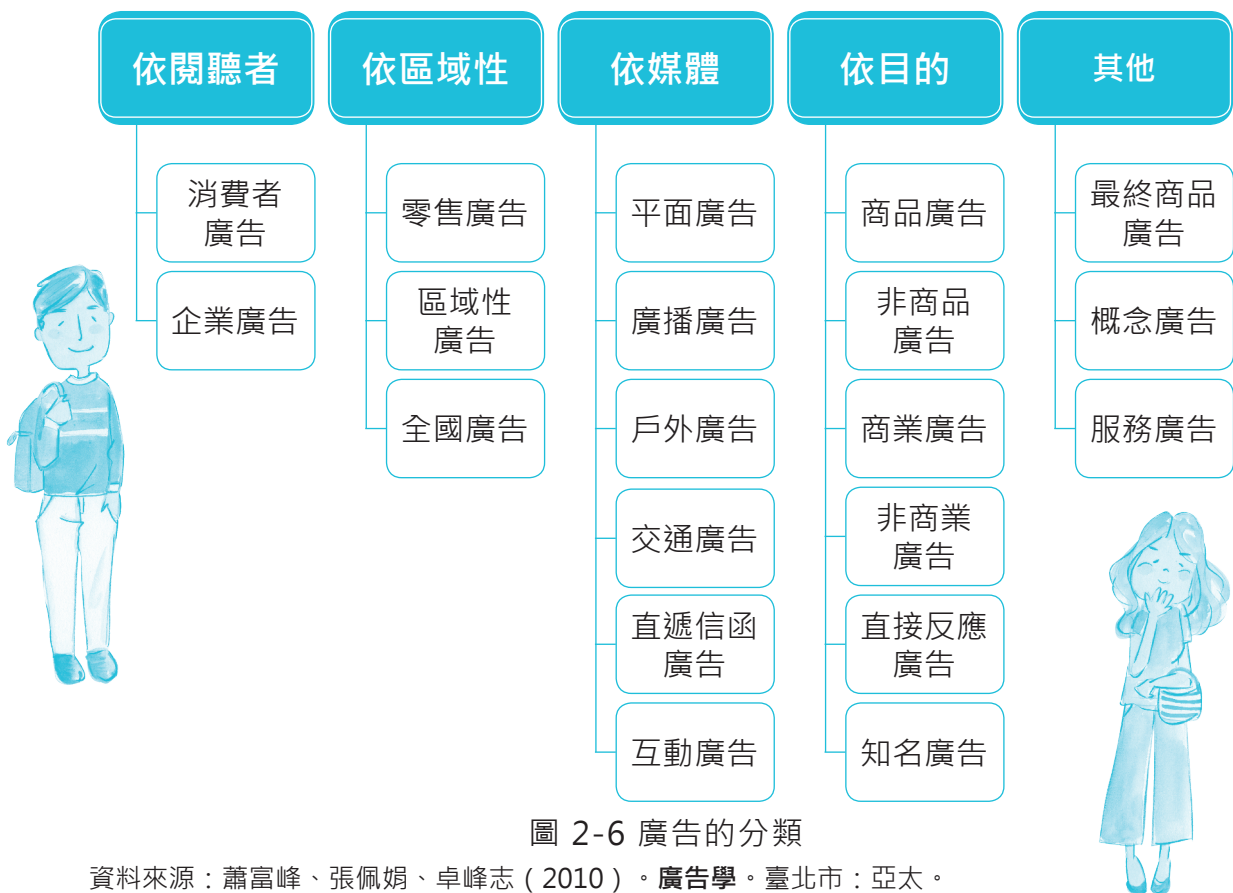 依閱聽者
消費者
廣告
企業廣告
依區域性
零售廣告
區域性
廣告
全國廣告
依媒體
平面廣告
廣播廣告
戶外廣告
交通廣告
直遞信函
廣告
互動廣告
依目的
商品廣告
非商品
廣告
商業廣告
非商業
廣告
直接反應
廣告
知名廣告
其他
最終商品
廣告
概念廣告
服務廣告
圖 2-6 廣告的分類
資料來源：蕭富峰、張佩娟、卓峰志（2010）。廣告學。臺北市：亞太。